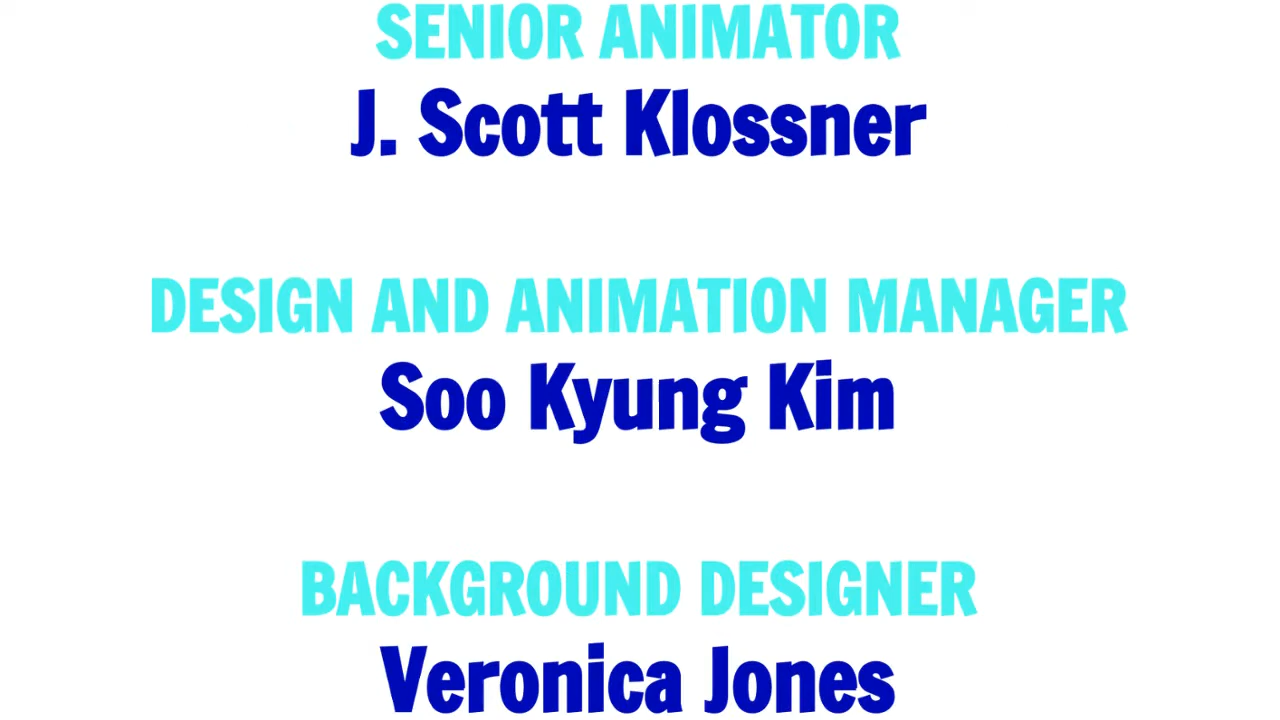 SENIOR ANIMATOR
J. Scott Klossner
DESIGN AND ANIMATION MANAGER
Soo Kyung Kim
BACKGROUND DESIGNER
Veronica Jones